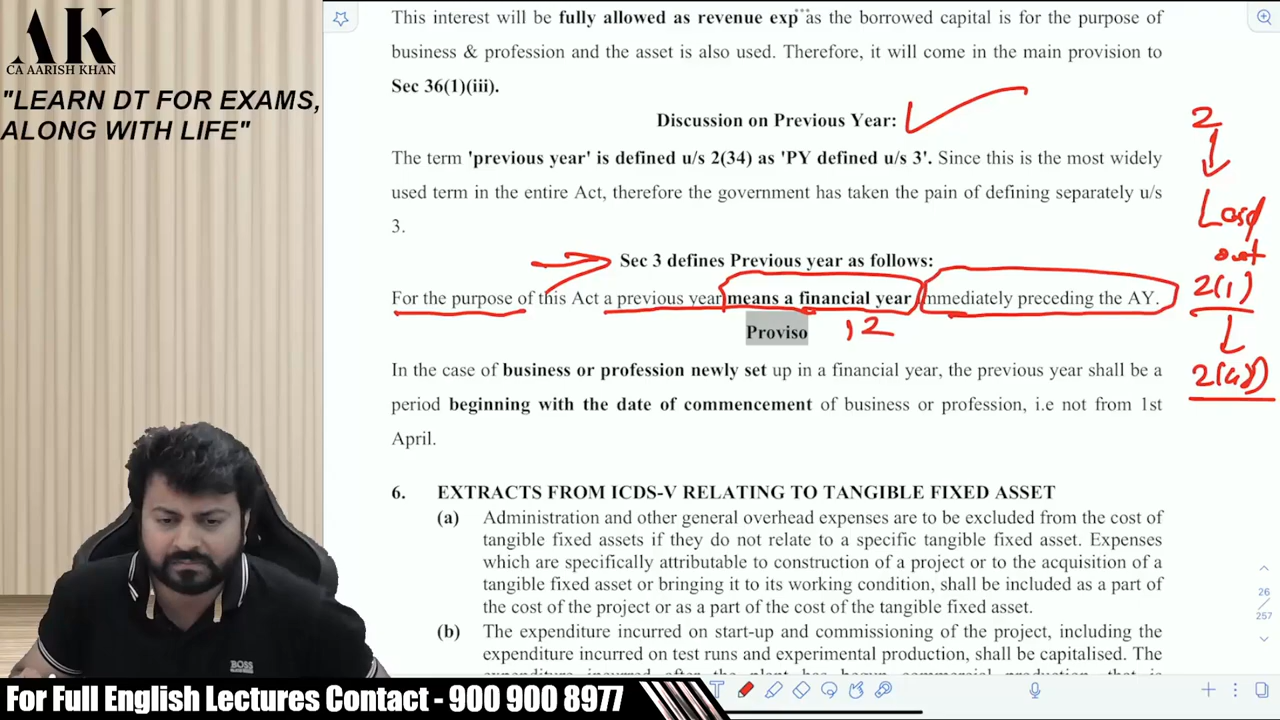 AK
CA AARISH KHAN
"LEARN DT FOR EXAMS,
ALONG WITH LIFE"
This interest will be fully allowed as revenue exp as the borrowed capital is for the purpose of
business & profession and the asset is also used. Therefore, it will come in the main provision to
Sec 36(1)(iii).
Discussion on Previous Year:
The term 'previous year' is defined u/s 2(34) as 'PY defined u/s 3'. Since this is the most widely
used term in the entire Act, therefore the government has taken the pain of defining separately u/s
3.
Sec 3 defines Previous year as follows:
For the purpose of this Act a previous year means a financial year immediately preceding the AY.
Proviso
12
In the case of business or profession newly set up in a financial year, the previous year shall be a
period beginning with the date of commencement of business or profession, i.e not from 1st
April.
6. EXTRACTS FROM ICDS-V RELATING TO TANGIBLE FIXED ASSET
(a) Administration and other general overhead expenses are to be excluded from the cost of
tangible fixed assets if they do not relate to a specific tangible fixed asset. Expenses
which are specifically attributable to construction of a project or to the acquisition of a
tangible fixed asset or bringing it to its working condition, shall be included as a part of
the cost of the project or as a part of the cost of the tangible fixed asset.
(b) The expenditure incurred on start-up and commissioning of the project, including the
expenditure incurred on test runs and experimental production, shall be capitalised. The
2
out
2(1)
2(48)
26
257
BOSS
For Full English Lectures Contact - 900 900 8977